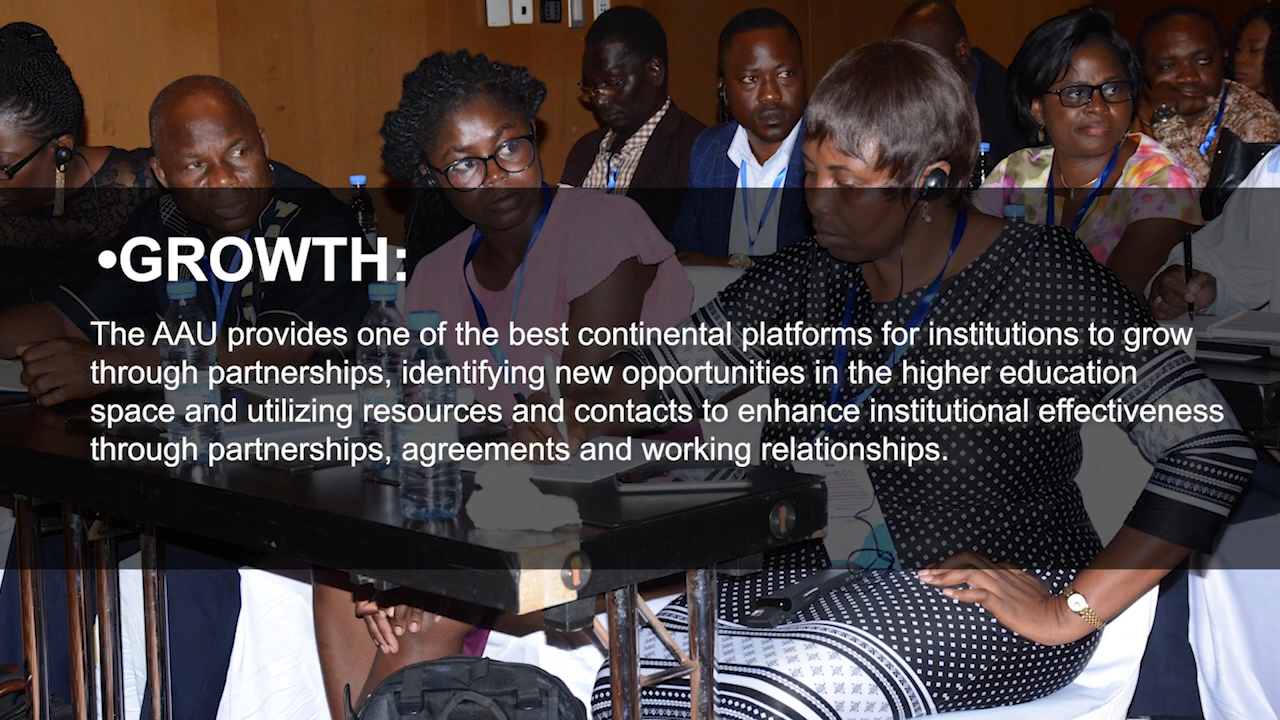 •GROWTH:
The AAU provides one of the best continental platforms for institutions to grow
through partnerships, identifying new opportunities in the higher education
space and utilizing resources and contacts to enhance institutional effectiveness
through partnerships, agreements and working relationships.